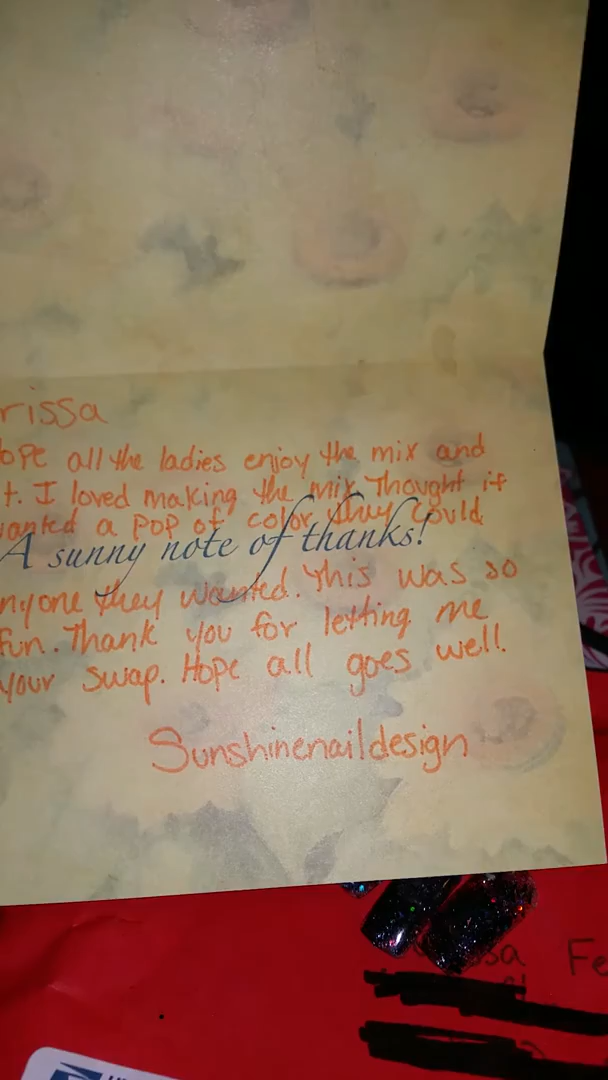 rissa
ope all the ladies enjoy the mix and
t. I loved making the mix Thought if
wanted a pop of color they could
A sunny note of thanks!
nyone they wanted. This was so
fun. Thank you for letting me
your swap. Hope all goes well.
Sunshinenaildesign
ssa Fe